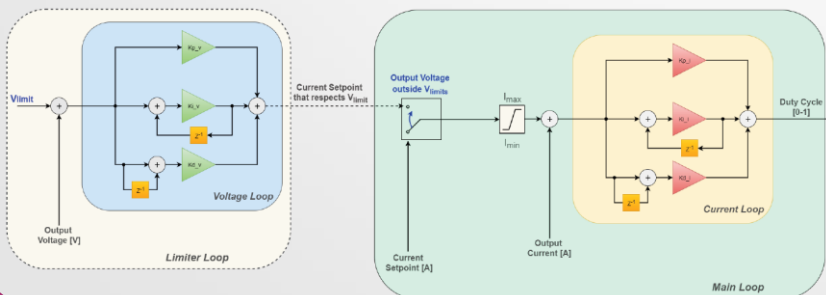 Kp_v
Vlimit
Ki_v
Z-1
Kd_v
Z-1
Voltage Loop
Output
Voltage [V]
Limiter Loop
Current Setpoint
that respects Vlimit
Output Voltage
outside Vlimits
Imax
Imin
Current
Setpoint [A]
Output
Current [A]
Kp_i
Ki_i
Z-1
Z-1
Current Loop
Duty Cycle
[0-1]
Main Loop